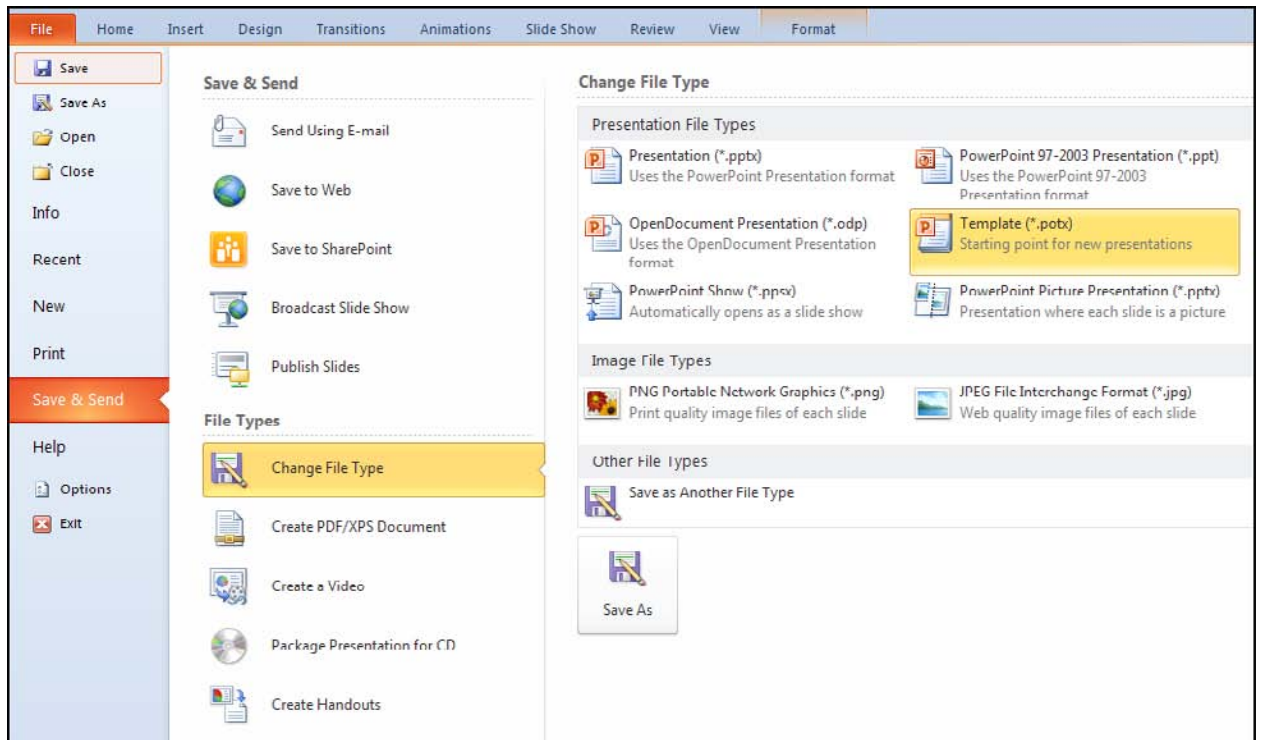 File Home Insert Design Transitions Animations Slide Show Review View Format
Save
Save As
Open
Close
Info
Recent
New
Print
Save & Send
Help
Options
Exit
Save & Send
Send Using E-mail
Save to Web
Save to SharePoint
Broadcast Slide Show
Publish Slides
File Types
Change File Type
Create PDF/XPS Document
Create a Video
Package Presentation for CD
Create Handouts
Change File Type
Presentation File Types
Presentation (*.pptx)
Uses the PowerPoint Presentation format
PowerPoint 97-2003 Presentation (*.ppt)
Uses the PowerPoint 97-2003
Presentation format
OpenDocument Presentation (*.odp)
Uses the OpenDocument Presentation
format
Template (*.potx)
Starting point for new presentations
PowerPoint Show (*.ppsx)
Automatically opens as a slide show
PowerPoint Picture Presentation (*.pptx)
Presentation where each slide is a picture
Image File Types
PNG Portable Network Graphics (*.png)
Print quality image files of each slide
JPEG File Interchange Format (*.jpg)
Web quality image files of each slide
Other File Types
Save as Another File Type
Save As